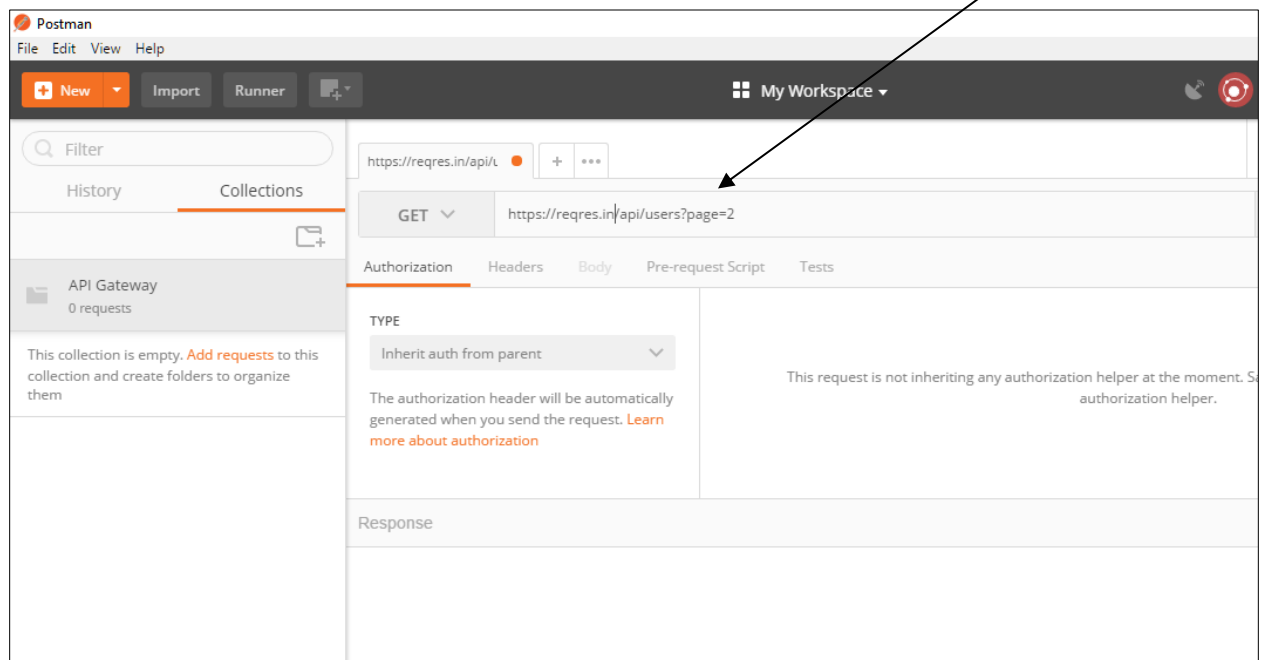 Postman
File Edit View Help
New Import Runner My Workspace
Filter
History Collections
API Gateway
0 requests
This collection is empty. Add requests to this
collection and create folders to organize
them
https://reqres.in/api/u
GET https://reqres.in/api/users?page=2
Authorization Headers Body Pre-request Script Tests
TYPE
Inherit auth from parent
The authorization header will be automatically
generated when you send the request. Learn
more about authorization
This request is not inheriting any authorization helper at the moment.
authorization helper.
Response